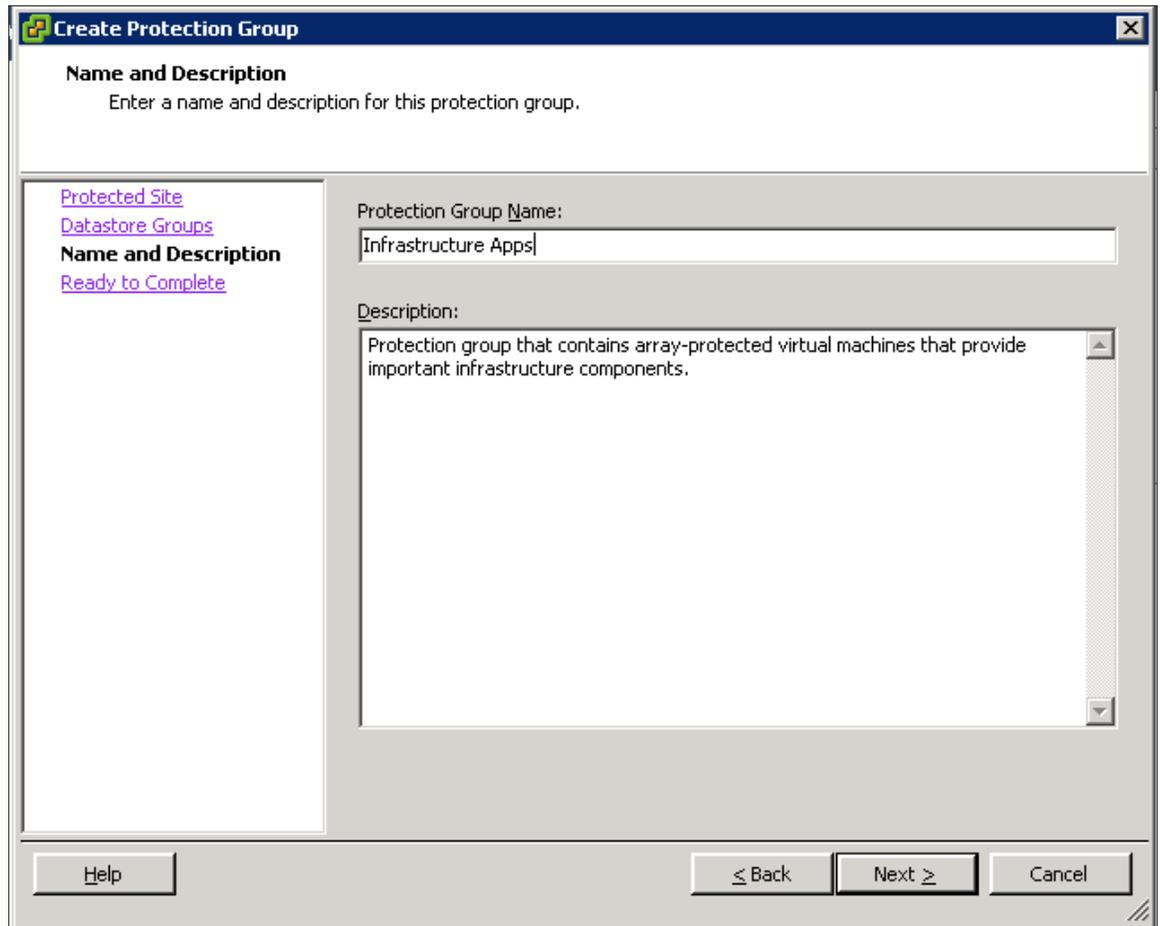 Create Protection Group
Name and Description
Enter a name and description for this protection group.
Protected Site
Datastore Groups
Name and Description
Ready to Complete
Protection Group Name:
Infrastructure Apps
Description:
Protection group that contains array-protected virtual machines that provide
important infrastructure components.
Help
< Back
Next >
Cancel